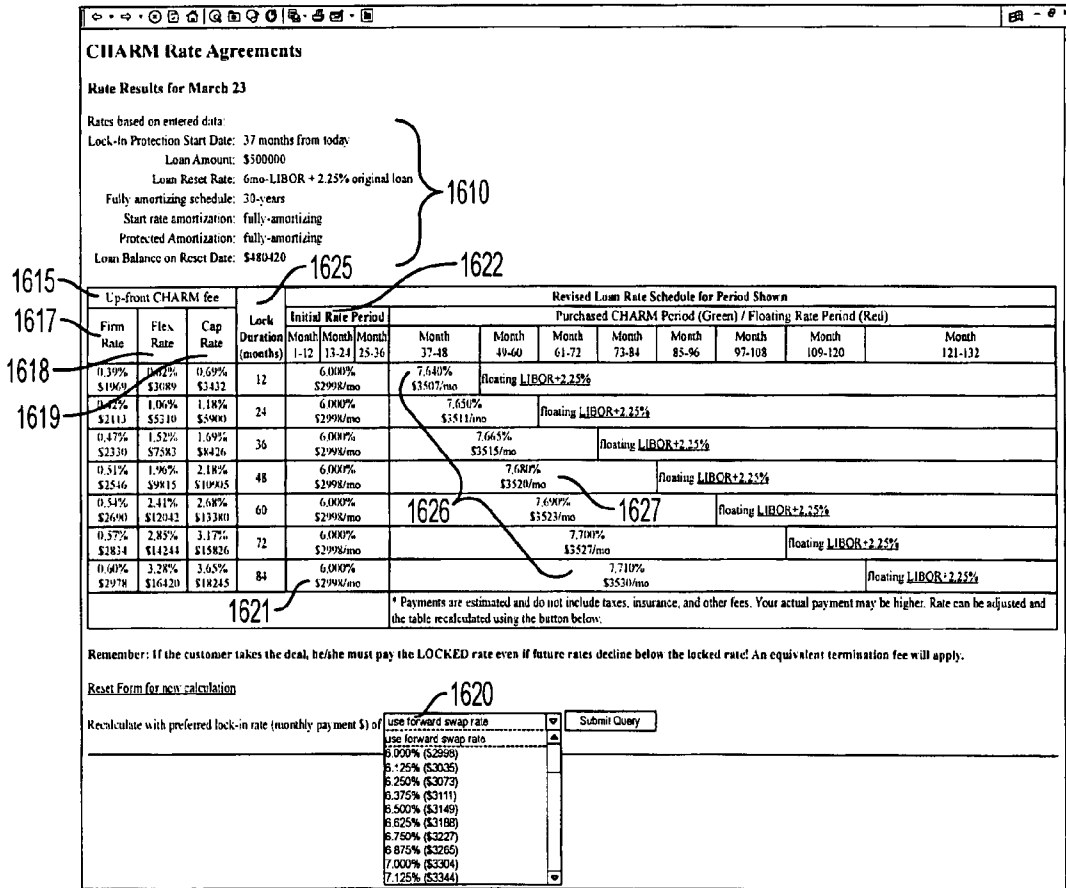 CHARM Rate Agreements
Rate Results for March 23
Rates based on entered data:
Lock-In Protection Start Date: 37 months from today
Loan Amount: $500000
Loan Reset Rate: 6mo-LIBOR + 2.25% original loan
Fully amortizing schedule: 30-years
Start rate amortization: fully-amortizing
Protected Amortization: fully-amortizing
Loan Balance on Reset Date: $480420
1610
1625
1622
1615
1617
1618
1619
Up-front CHARM fee
Lock Duration (months)
Revised Loan Rate Schedule for Period Shown
Initial Rate Period
Purchased CHARM Period (Green) / Floating Rate Period (Red)
Firm Rate
Flex Rate
Cap Rate
Month 1-12
Month 13-24
Month 25-36
Month 37-48
Month 49-60
Month 61-72
Month 73-84
Month 85-96
Month 97-108
Month 109-120
Month 121-132
0.39% 0.69% 6.000% 7.640%
$1969 $3089 $3432 12 $2998/mo $3507/mo floating LIBOR+2.25%
0.42% 1.06% 1.18% 6.000% 7.650%
$2113 $5310 $5900 24 $2998/mo $3511/mo floating LIBOR+2.25%
0.47% 1.52% 1.69% 6.000% 7.665%
$2330 $7583 $8426 36 $2998/mo $3515/mo floating LIBOR+2.25%
0.51% 1.96% 2.18% 6.000% 7.680%
$2546 $9815 $10905 48 $2998/mo $3520/mo floating LIBOR+2.25%
0.54% 2.41% 2.68% 6.000% 7.690%
$2690 $12042 $13380 60 $2998/mo $3523/mo floating LIBOR+2.25%
0.57% 2.85% 3.17% 6.000% 7.700%
$2834 $14244 $15826 72 $2998/mo $3527/mo floating LIBOR+2.25%
0.60% 3.28% 3.65% 6.000% 7.710%
$2978 $16420 $18245 84 $2998/mo $3530/mo floating LIBOR+2.25%
1626
1627
1621
* Payments are estimated and do not include taxes, insurance, and other fees. Your actual payment may be higher. Rate can be adjusted and
the table recalculated using the button below.
Remember: If the customer takes the deal, he/she must pay the LOCKED rate even if future rates decline below the locked rate! An equivalent termination fee will apply.
Reset Form for new calculation
1620
Recalculate with preferred lock-in rate (monthly payment $) of use forward swap rate Submit Query
use forward swap rate
6.000% ($2998)
6.125% ($3035)
6.250% ($3073)
6.375% ($3111)
6.500% ($3149)
6.625% ($3188)
6.750% ($3227)
6.875% ($3265)
7.000% ($3304)
7.125% ($3344)